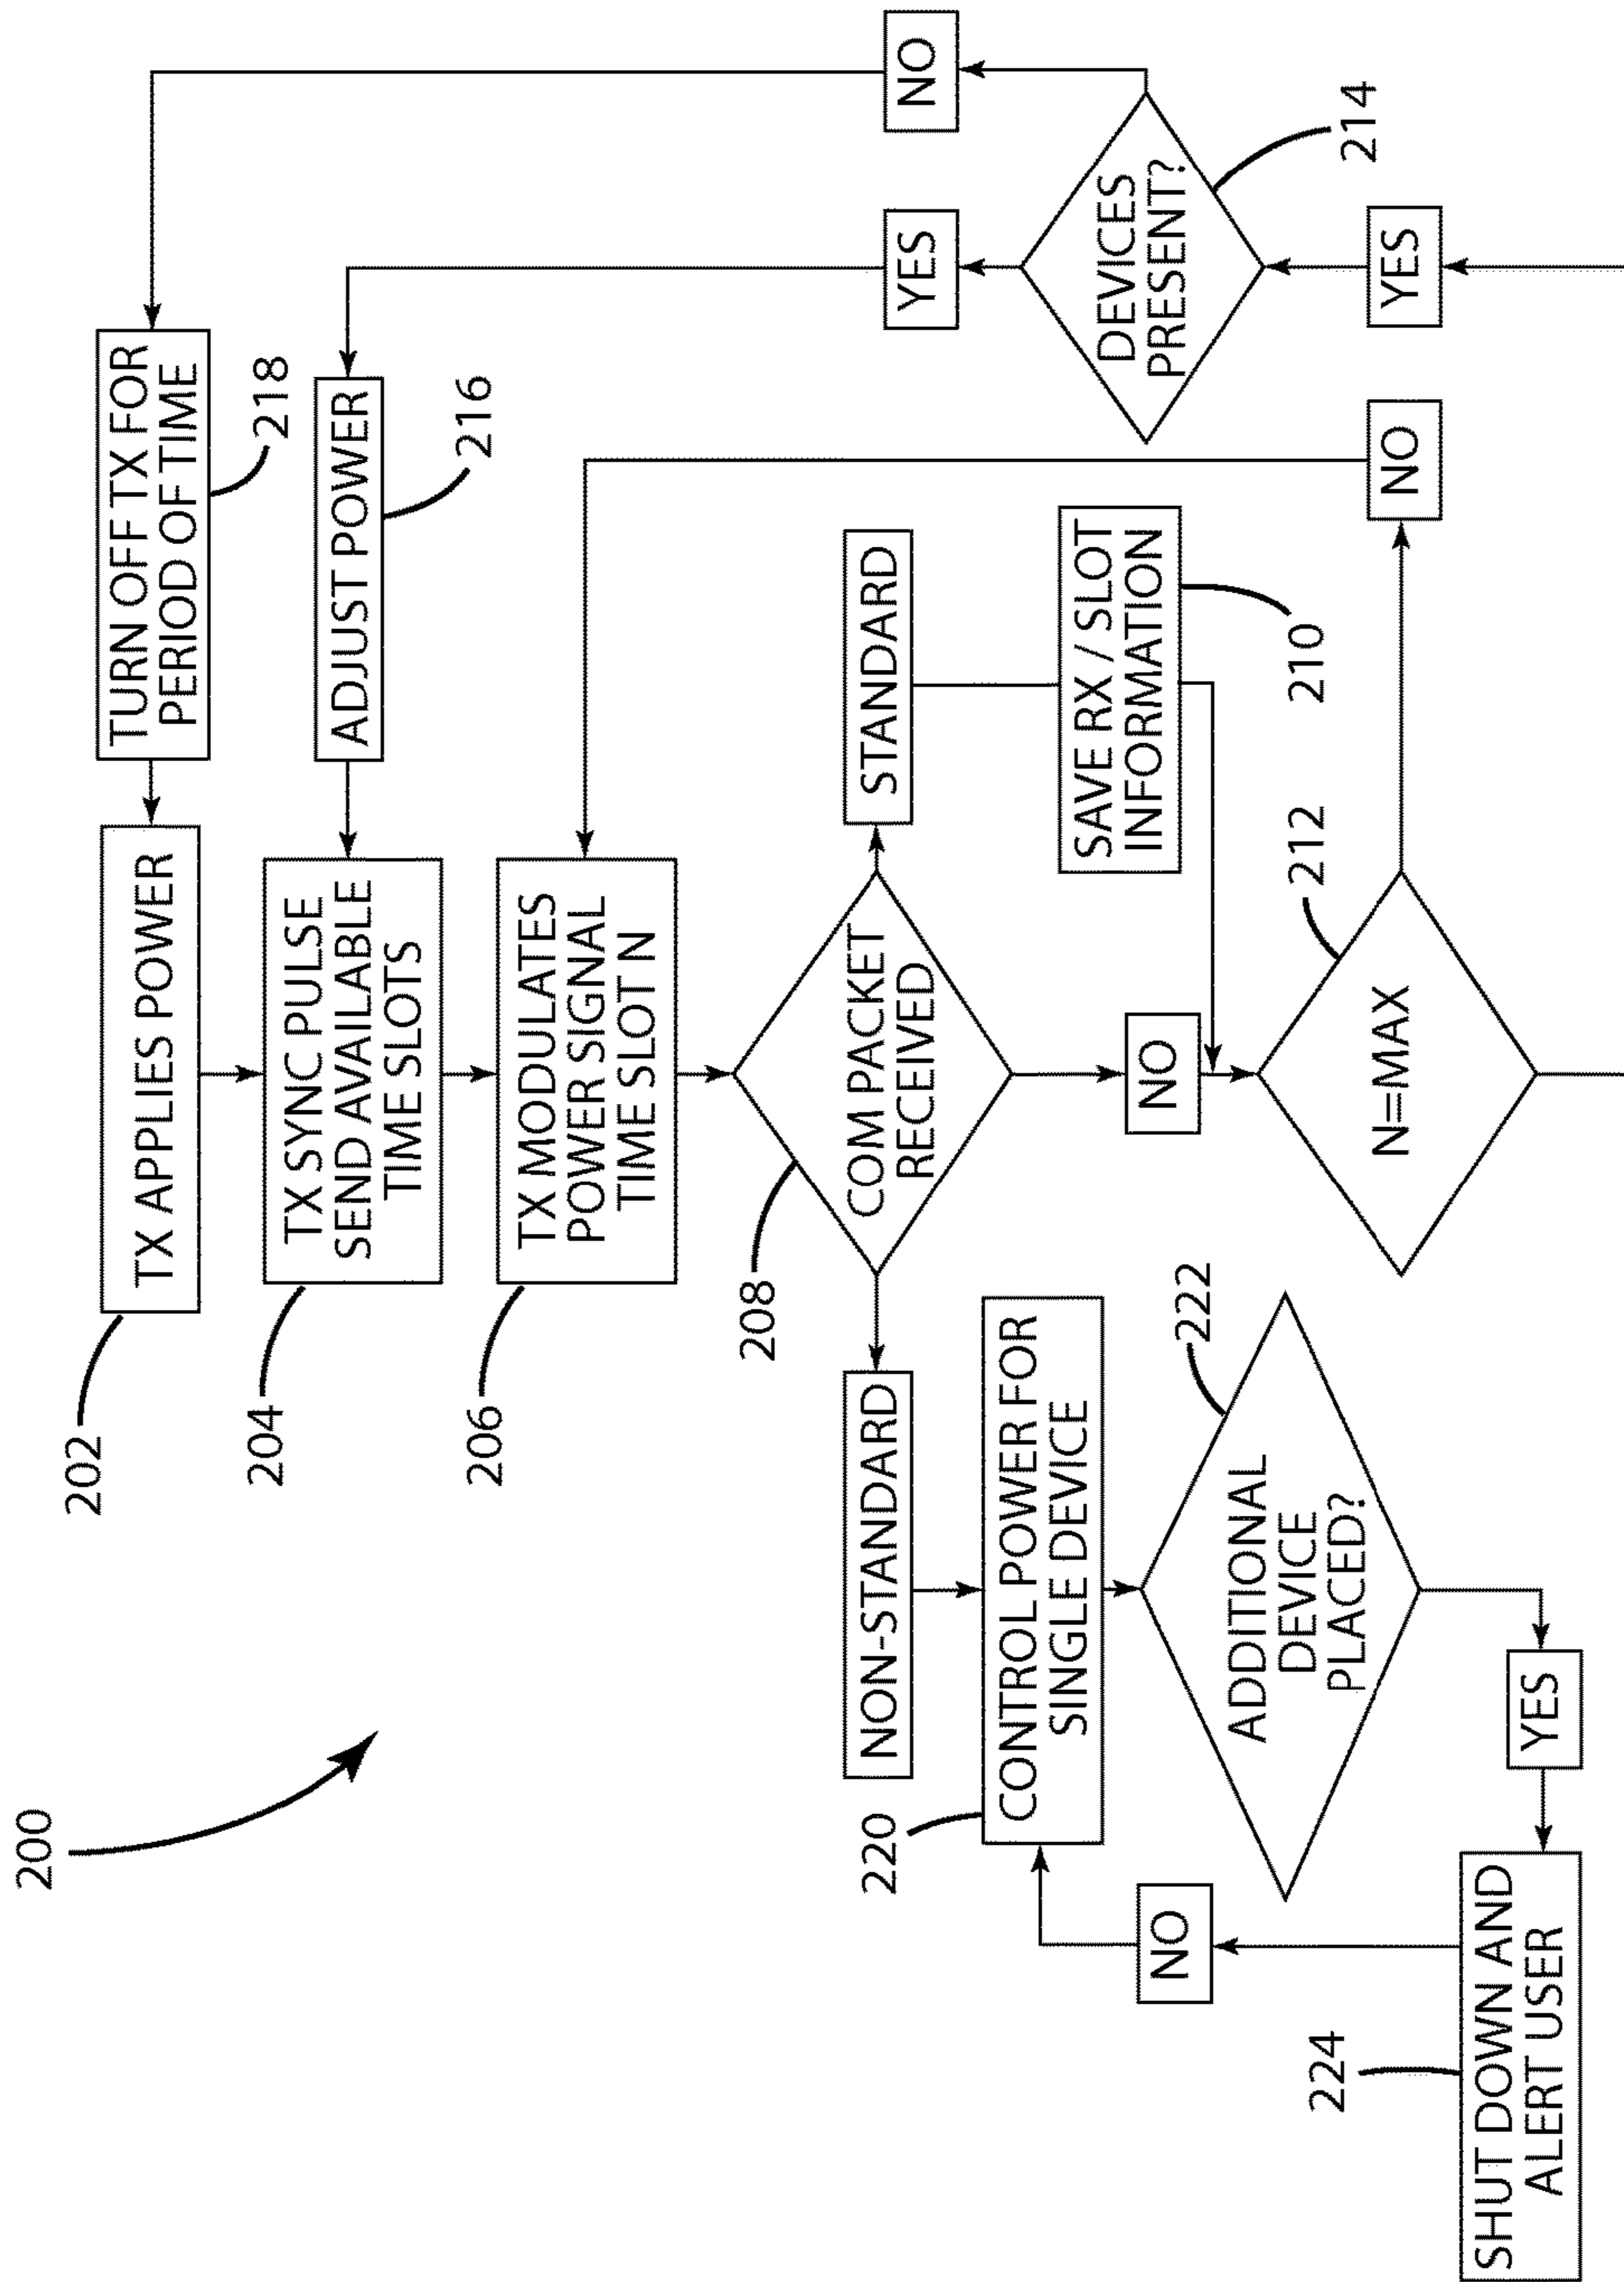 200
TURN OFF TX FOR
PERIOD OF TIME
218
TX APPLIES POWER
202
ADJUST POWER
216
TX SYNC PULSE
SEND AVAILABLE
TIME SLOTS
204
TX MODULATES
POWER SIGNAL
TIME SLOT N
206
COM PACKET
RECEIVED
208
NON-STANDARD
STANDARD
YES
NO
CONTROL POWER FOR
SINGLE DEVICE
220
SAVE RX / SLOT
INFORMATION
210
DEVICES
PRESENT?
214
NO
NO
ADDITIONAL
DEVICE
PLACED?
222
N=MAX
212
NO
YES
YES
SHUT DOWN AND
ALERT USER
224